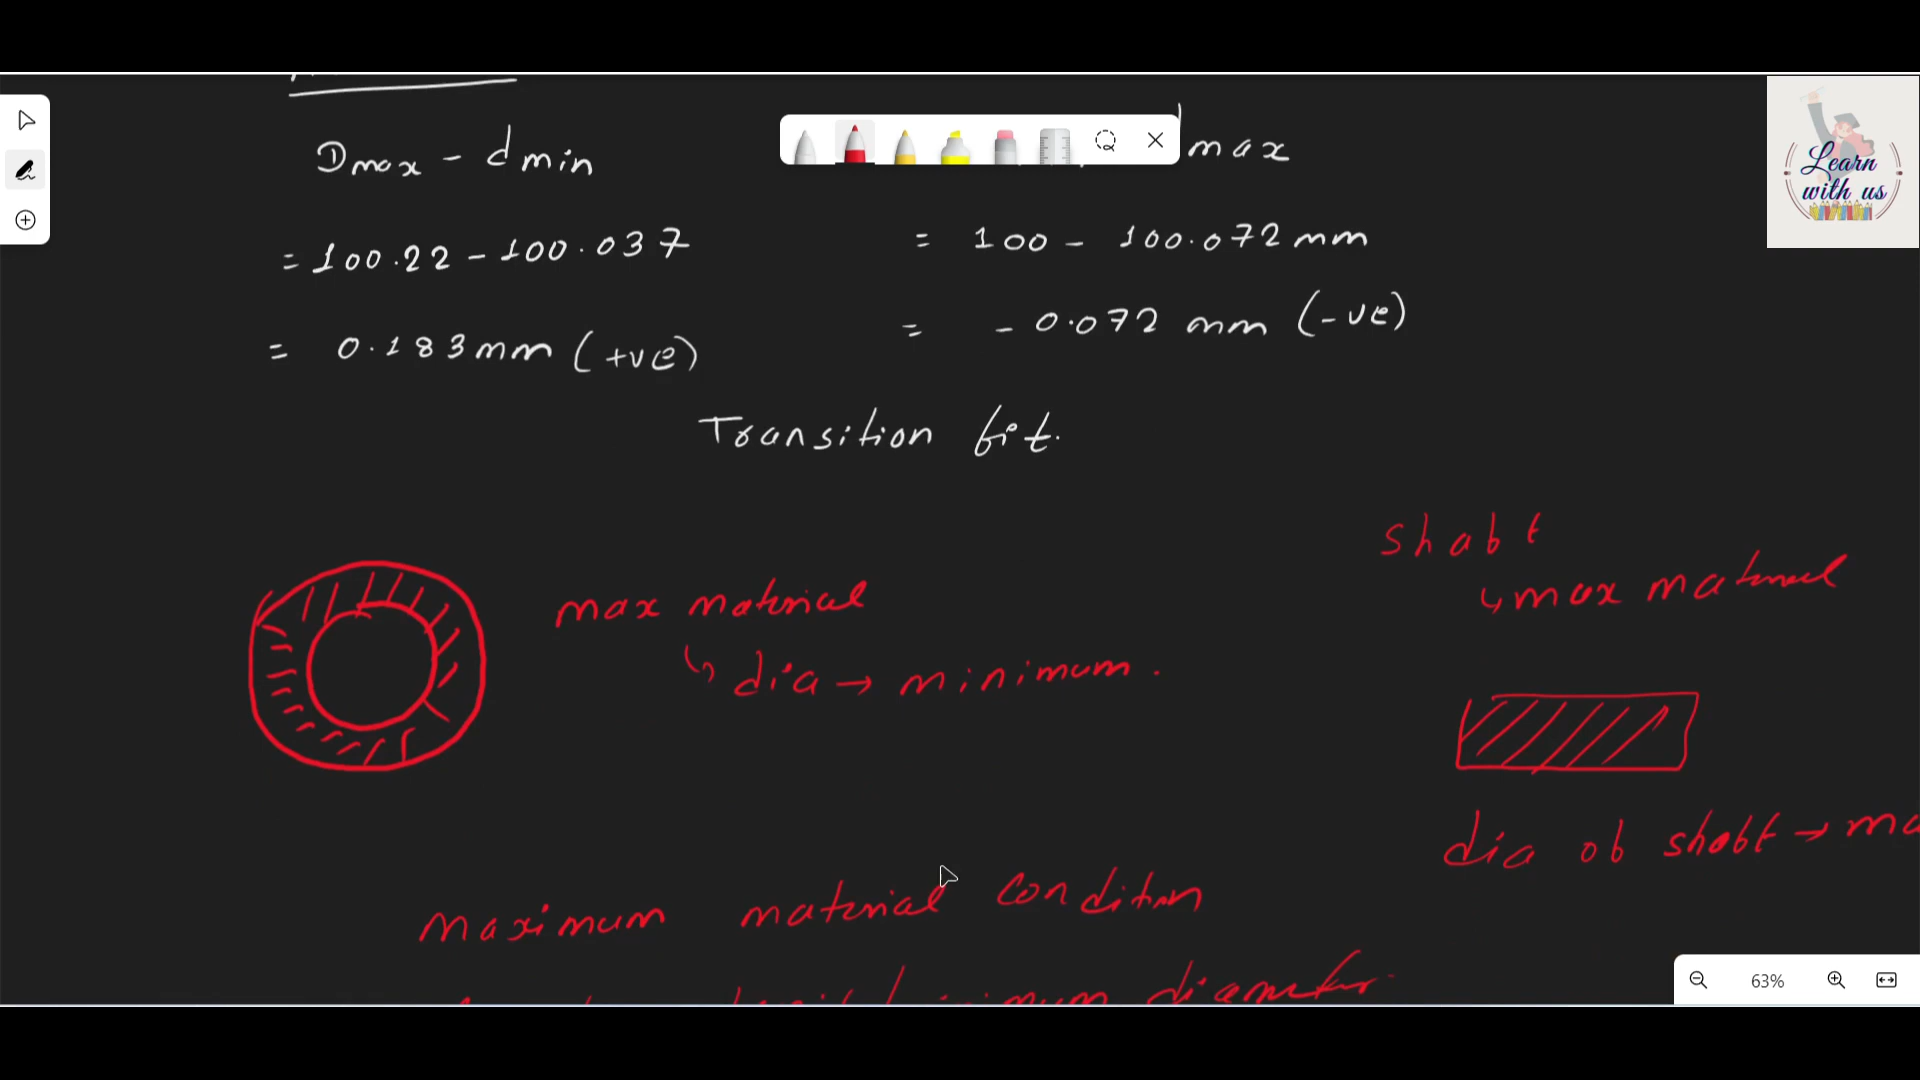 Dmax - dmin
max
= 100.22 - 100.037
= 100 - 100.072 mm
= 0.183 mm (+ve)
= - 0.072 mm (-ve)
Transition fit.
Shaft
↳ max material
max material
↳ dia → minimum.
dia of shaft → ma
maximum material condition
diameter.
Learn
with us
63%